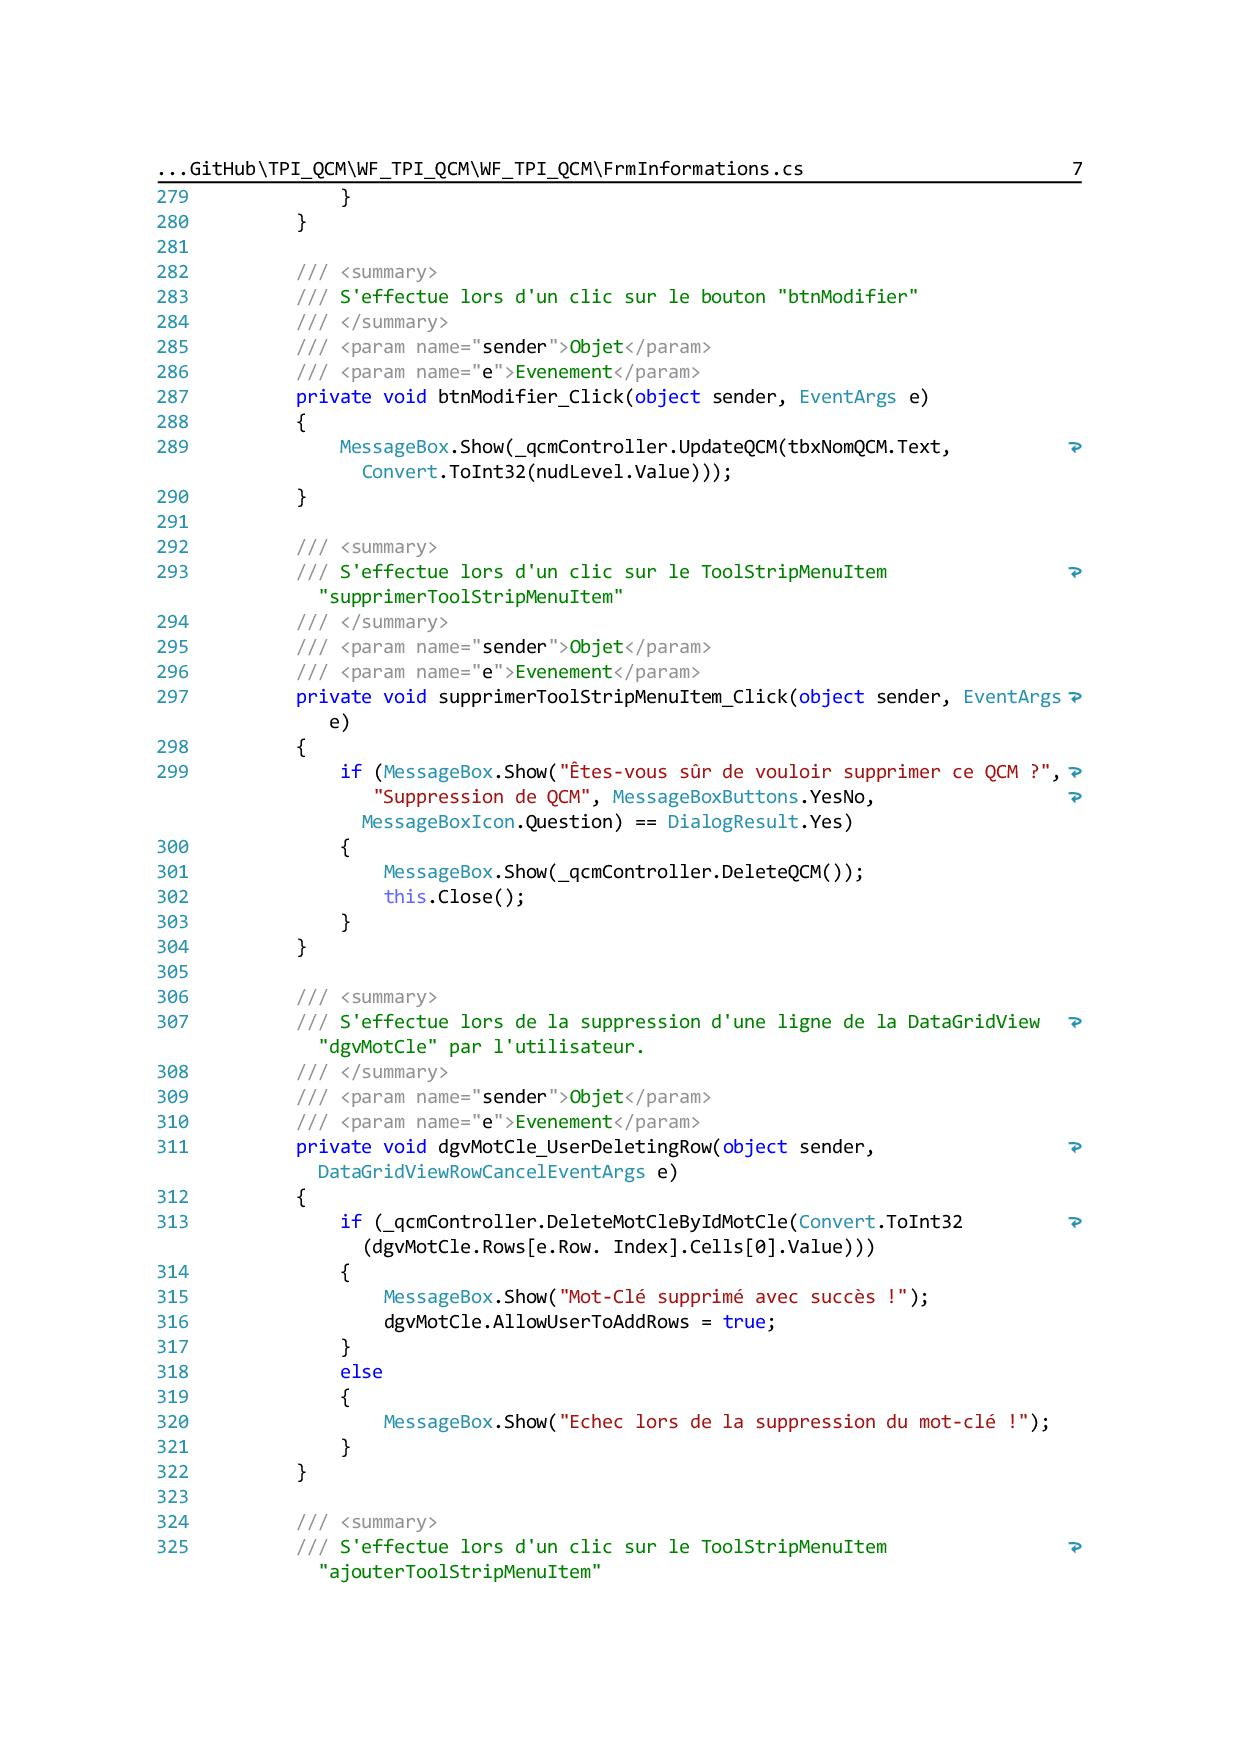 ...GitHub\TPI_QCM\WF_TPI_QCM\WF_TPI_QCM\FrmInformations.cs 7
279 }
280 }
281
282 /// <summary>
283 /// S'effectue lors d'un clic sur le bouton "btnModifier"
284 /// </summary>
285 /// <param name="sender">Objet</param>
286 /// <param name="e">Evenement</param>
287 private void btnModifier_Click(object sender, EventArgs e)
288 {
289 MessageBox.Show(_qcmController.UpdateQCM(tbxNomQCM.Text,
Convert.ToInt32(nudLevel.Value)));
290 }
291
292 /// <summary>
293 /// S'effectue lors d'un clic sur le ToolStripMenuItem
"supprimerToolStripMenuItem"
294 /// </summary>
295 /// <param name="sender">Objet</param>
296 /// <param name="e">Evenement</param>
297 private void supprimerToolStripMenuItem_Click(object sender, EventArgs
e)
298 {
299 if (MessageBox.Show("Êtes-vous sûr de vouloir supprimer ce QCM ?",
"Suppression de QCM", MessageBoxButtons.YesNo,
MessageBoxIcon.Question) == DialogResult.Yes)
300 {
301 MessageBox.Show(_qcmController.DeleteQCM());
302 this.Close();
303 }
304 }
305
306 /// <summary>
307 /// S'effectue lors de la suppression d'une ligne de la DataGridView
"dgvMotCle" par l'utilisateur.
308 /// </summary>
309 /// <param name="sender">Objet</param>
310 /// <param name="e">Evenement</param>
311 private void dgvMotCle_UserDeletingRow(object sender,
DataGridViewRowCancelEventArgs e)
312 {
313 if (_qcmController.DeleteMotCleByIdMotCle(Convert.ToInt32
(dgvMotCle.Rows[e.Row. Index].Cells[0].Value)))
314 {
315 MessageBox.Show("Mot-Clé supprimé avec succès !");
316 dgvMotCle.AllowUserToAddRows = true;
317 }
318 else
319 {
320 MessageBox.Show("Echec lors de la suppression du mot-clé !");
321 }
322 }
323
324 /// <summary>
325 /// S'effectue lors d'un clic sur le ToolStripMenuItem
"ajouterToolStripMenuItem"